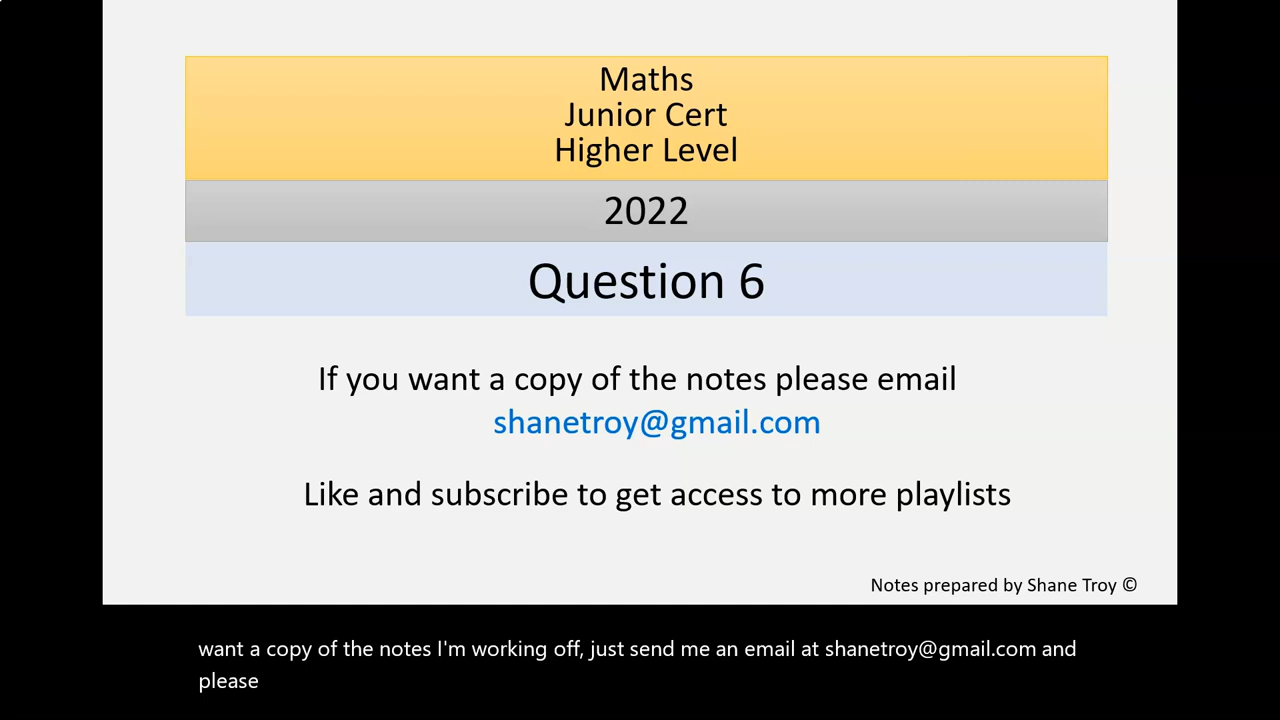 Maths
Junior Cert
Higher Level
2022
Question 6
If you want a copy of the notes please email
shanetroy@gmail.com
Like and subscribe to get access to more playlists
Notes prepared by Shane Troy ©
want a copy of the notes I'm working off, just send me an email at shanetroy@gmail.com and
please